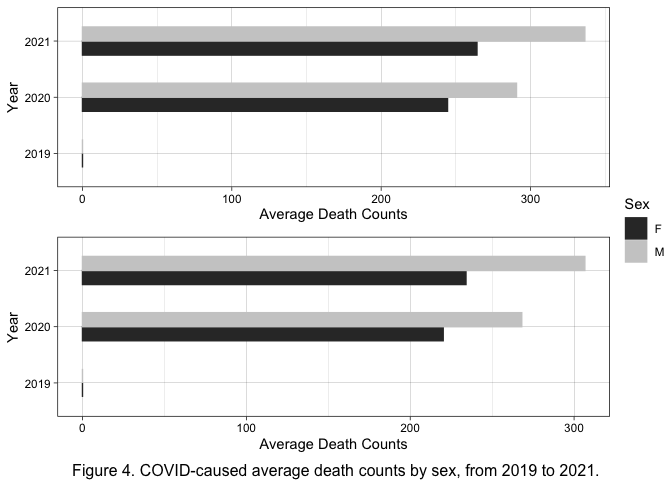 2021
2020
2019
Year
0 100 200 300
Average Death Counts
Sex
F
M
2021
2020
2019
Year
0 100 200 300
Average Death Counts
Figure 4. COVID-caused average death counts by sex, from 2019 to 2021.